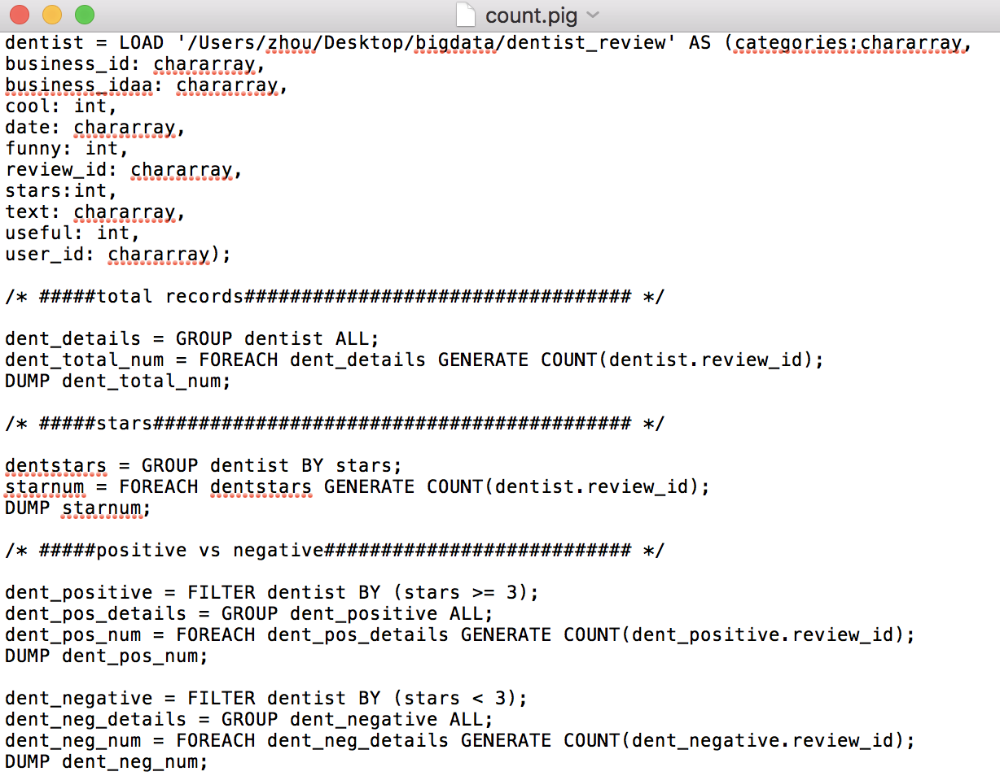 count.pig
dentist = LOAD '/Users/zhou/Desktop/bigdata/dentist_review' AS (categories:chararray,
business_id: chararray,
business_idaa: chararray,
cool: int,
date: chararray,
funny: int,
review_id: chararray,
stars:int,
text: chararray,
useful: int,
user_id: chararray);

/* #####total records################################## */

dent_details = GROUP dentist ALL;
dent_total_num = FOREACH dent_details GENERATE COUNT(dentist.review_id);
DUMP dent_total_num;

/* #####stars########################################## */

dentstars = GROUP dentist BY stars;
starnum = FOREACH dentstars GENERATE COUNT(dentist.review_id);
DUMP starnum;

/* #####positive vs negative########################### */

dent_positive = FILTER dentist BY (stars >= 3);
dent_pos_details = GROUP dent_positive ALL;
dent_pos_num = FOREACH dent_pos_details GENERATE COUNT(dent_positive.review_id);
DUMP dent_pos_num;

dent_negative = FILTER dentist BY (stars < 3);
dent_neg_details = GROUP dent_negative ALL;
dent_neg_num = FOREACH dent_neg_details GENERATE COUNT(dent_negative.review_id);
DUMP dent_neg_num;